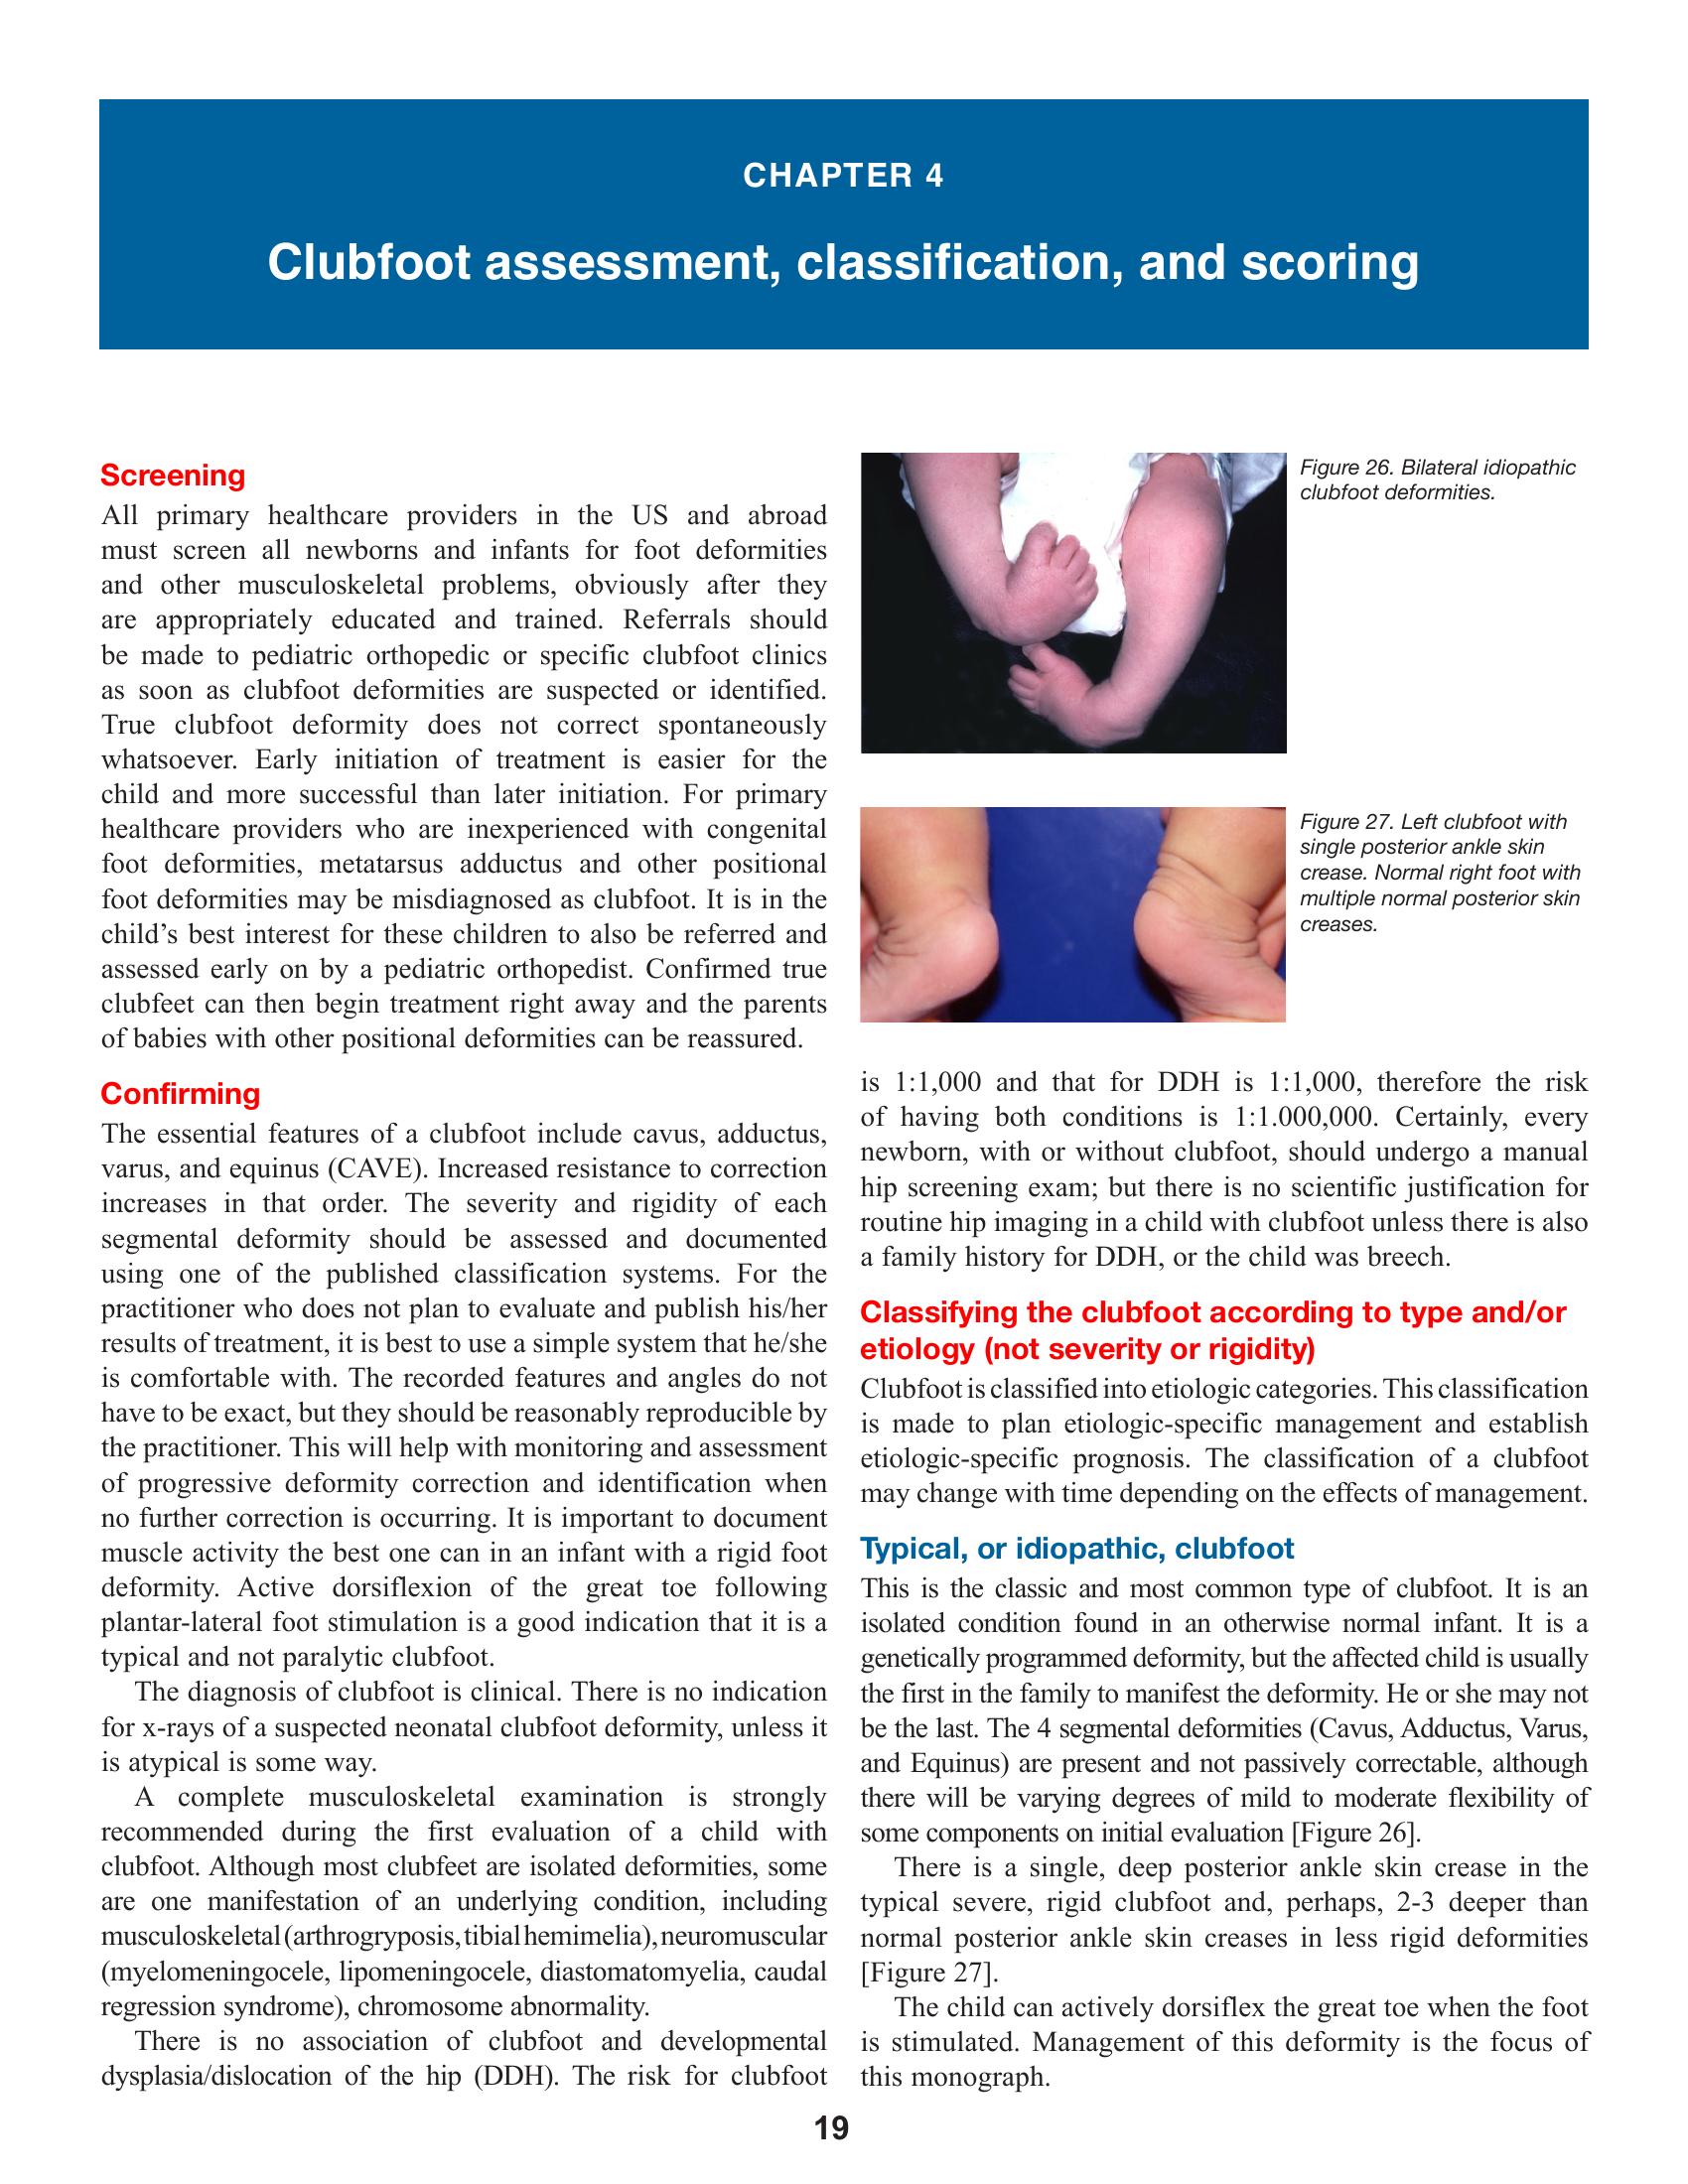 CHAPTER 4
Clubfoot assessment, classification, and scoring
Screening
All primary healthcare providers in the US and abroad
must screen all newborns and infants for foot deformities
and other musculoskeletal problems, obviously after they
are appropriately educated and trained. Referrals should
be made to pediatric orthopedic or specific clubfoot clinics
as soon as clubfoot deformities are suspected or identified.
True clubfoot deformity does not correct spontaneously
whatsoever. Early initiation of treatment is easier for the
child and more successful than later initiation. For primary
healthcare providers who are inexperienced with congenital
foot deformities, metatarsus adductus and other positional
foot deformities may be misdiagnosed as clubfoot. It is in the
child’s best interest for these children to also be referred and
assessed early on by a pediatric orthopedist. Confirmed true
clubfeet can then begin treatment right away and the parents
of babies with other positional deformities can be reassured.
Confirming
The essential features of a clubfoot include cavus, adductus,
varus, and equinus (CAVE). Increased resistance to correction
increases in that order. The severity and rigidity of each
segmental deformity should be assessed and documented
using one of the published classification systems. For the
practitioner who does not plan to evaluate and publish his/her
results of treatment, it is best to use a simple system that he/she
is comfortable with. The recorded features and angles do not
have to be exact, but they should be reasonably reproducible by
the practitioner. This will help with monitoring and assessment
of progressive deformity correction and identification when
no further correction is occurring. It is important to document
muscle activity the best one can in an infant with a rigid foot
deformity. Active dorsiflexion of the great toe following
plantar-lateral foot stimulation is a good indication that it is a
typical and not paralytic clubfoot.
The diagnosis of clubfoot is clinical. There is no indication
for x-rays of a suspected neonatal clubfoot deformity, unless it
is atypical is some way.
A complete musculoskeletal examination is strongly
recommended during the first evaluation of a child with
clubfoot. Although most clubfeet are isolated deformities, some
are one manifestation of an underlying condition, including
musculoskeletal (arthrogryposis, tibial hemimelia), neuromuscular
(myelomeningocele, lipomeningocele, diastomatomyelia, caudal
regression syndrome), chromosome abnormality.
There is no association of clubfoot and developmental
dysplasia/dislocation of the hip (DDH). The risk for clubfoot
Figure 26. Bilateral idiopathic
clubfoot deformities.
Figure 27. Left clubfoot with
single posterior ankle skin
crease. Normal right foot with
multiple normal posterior skin
creases.
is 1:1,000 and that for DDH is 1:1,000, therefore the risk
of having both conditions is 1:1.000,000. Certainly, every
newborn, with or without clubfoot, should undergo a manual
hip screening exam; but there is no scientific justification for
routine hip imaging in a child with clubfoot unless there is also
a family history for DDH, or the child was breech.
Classifying the clubfoot according to type and/or
etiology (not severity or rigidity)
Clubfoot is classified into etiologic categories. This classification
is made to plan etiologic-specific management and establish
etiologic-specific prognosis. The classification of a clubfoot
may change with time depending on the effects of management.
Typical, or idiopathic, clubfoot
This is the classic and most common type of clubfoot. It is an
isolated condition found in an otherwise normal infant. It is a
genetically programmed deformity, but the affected child is usually
the first in the family to manifest the deformity. He or she may not
be the last. The 4 segmental deformities (Cavus, Adductus, Varus,
and Equinus) are present and not passively correctable, although
there will be varying degrees of mild to moderate flexibility of
some components on initial evaluation [Figure 26].
There is a single, deep posterior ankle skin crease in the
typical severe, rigid clubfoot and, perhaps, 2-3 deeper than
normal posterior ankle skin creases in less rigid deformities
[Figure 27].
The child can actively dorsiflex the great toe when the foot
is stimulated. Management of this deformity is the focus of
this monograph.
19